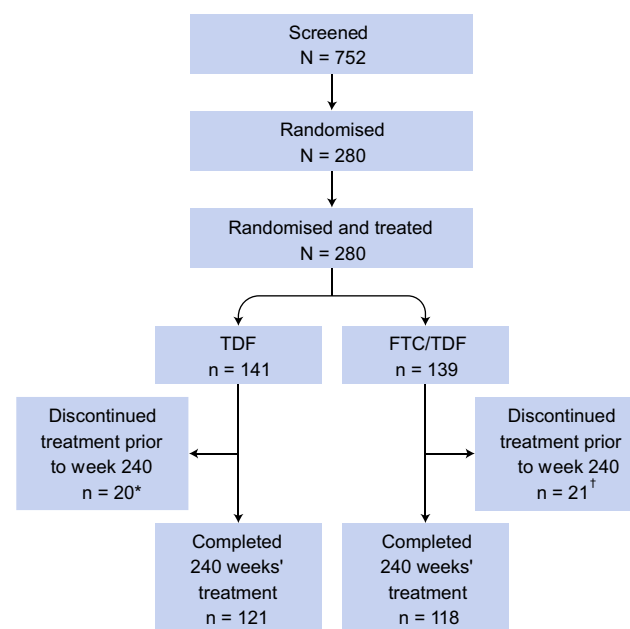 Screened
N = 752
Randomised
N = 280
Randomised and treated
N = 280
TDF
n = 141
FTC/TDF
n = 139
Discontinued
treatment prior
to week 240
n = 20*
Discontinued
treatment prior
to week 240
n = 21†
Completed
240 weeks'
treatment
n = 121
Completed
240 weeks'
treatment
n = 118